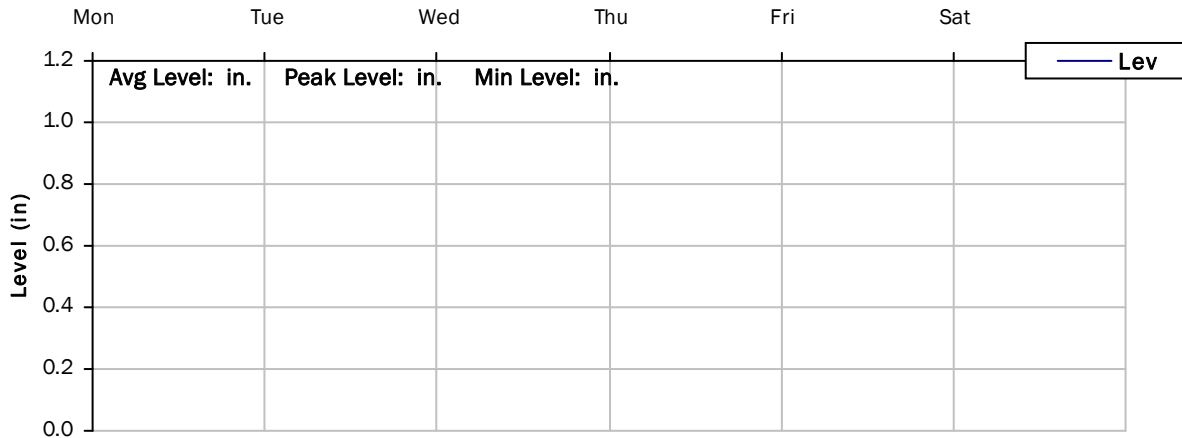 Mon Tue Wed Thu Fri Sat
1.2
Avg Level: in. Peak Level: in. Min Level: in.
Lev
1.0
0.8
0.6
0.4
0.2
0.0
Level (in)